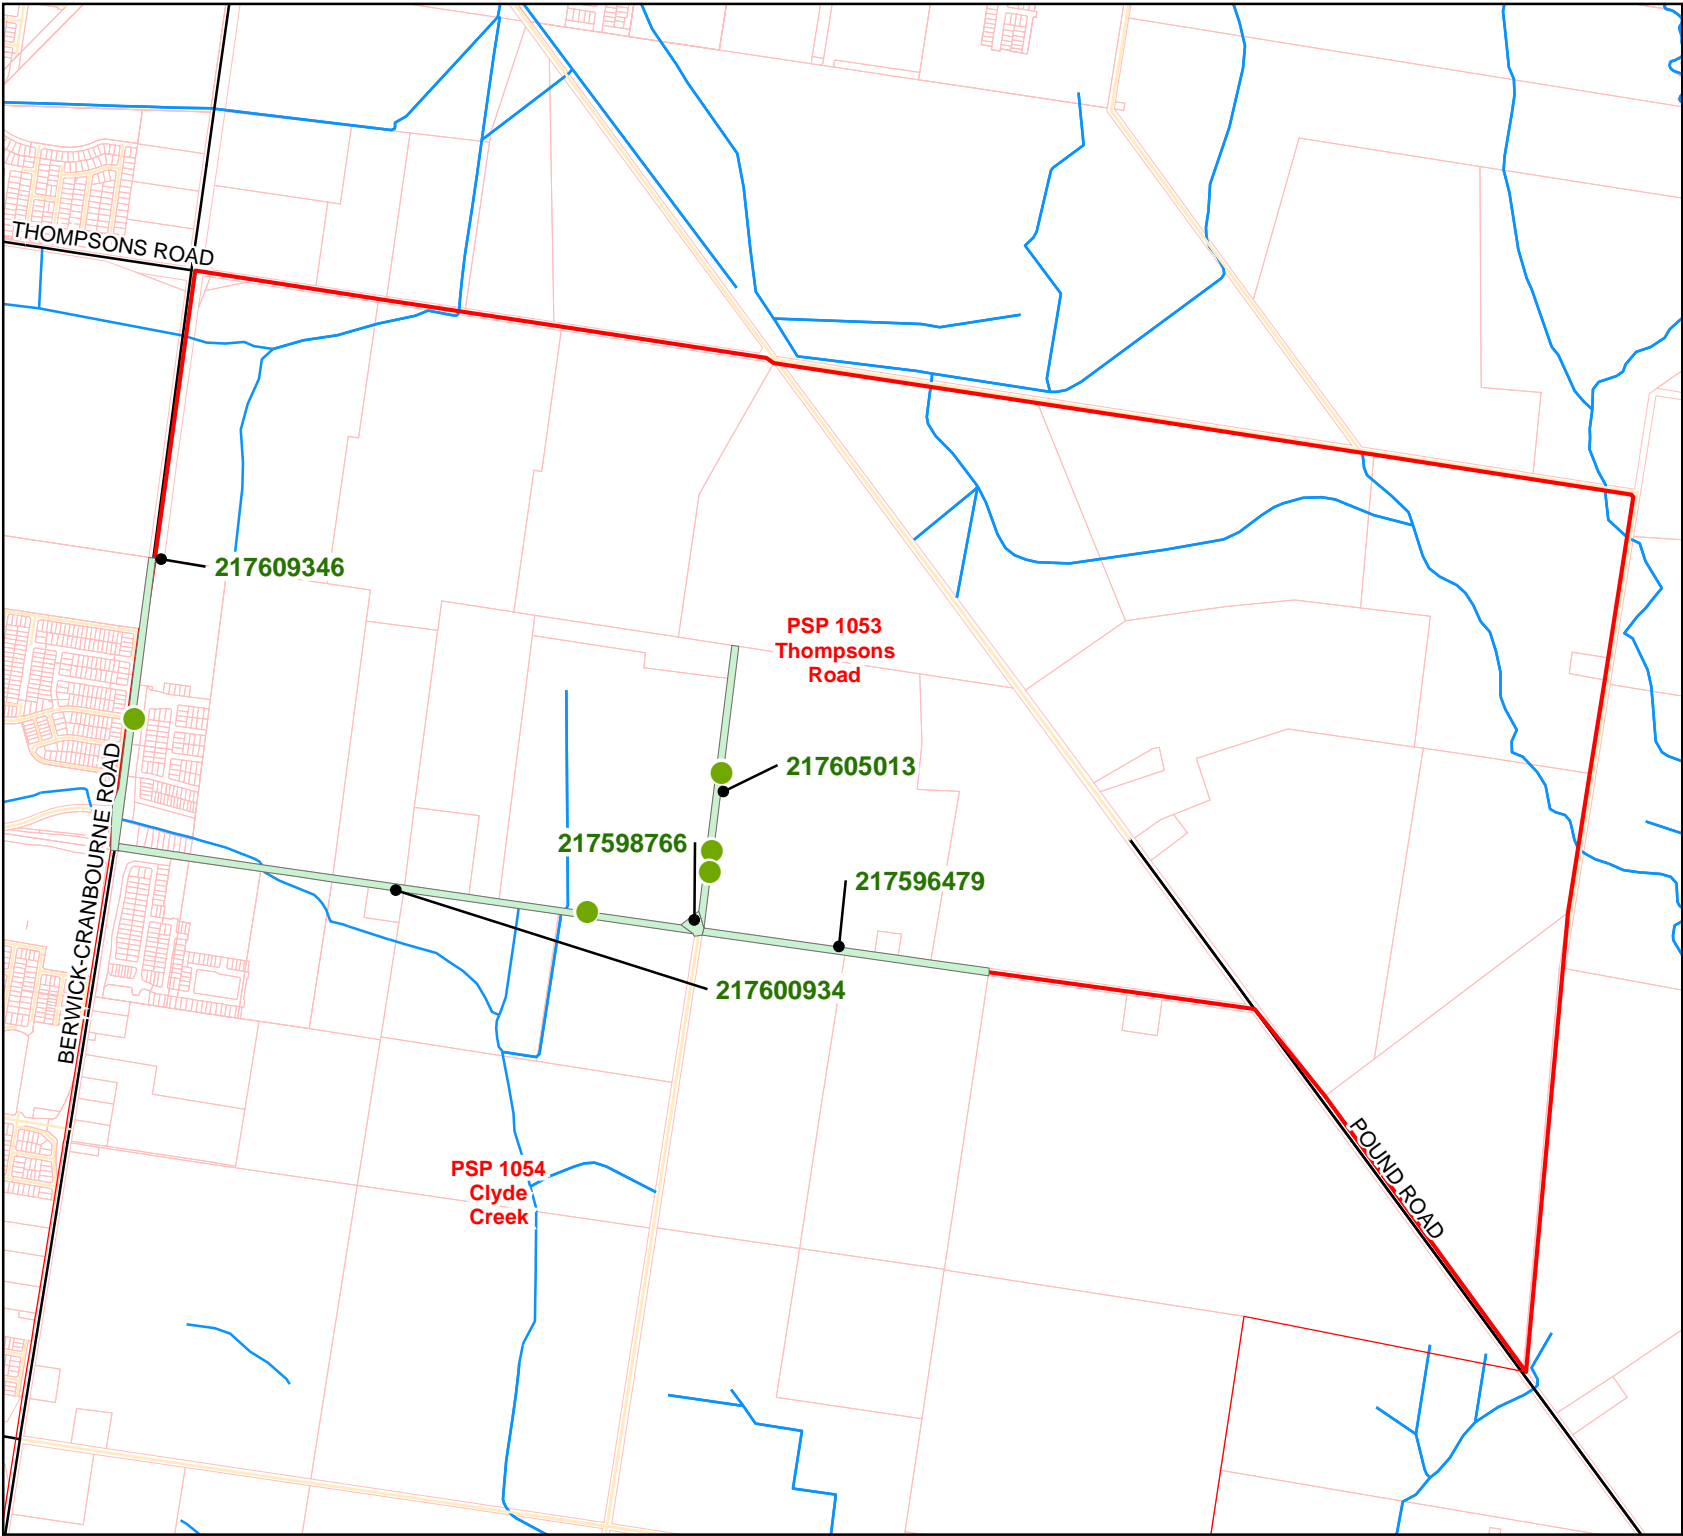 THOMPSONS ROAD
217609346
PSP 1053
Thompsons
Road
217605013
217598766
217596479
BERWICK-CRANBOURNE ROAD
217600934
PSP 1054
Clyde
Creek
POUND ROAD